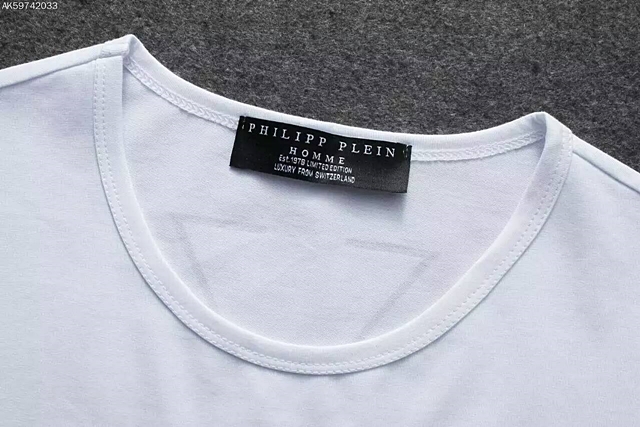 AK59742033
PHILIPP PLEIN
HOMME
Est. 1978 LIMITED EDITION
LUXURY FROM SWITZERLAND